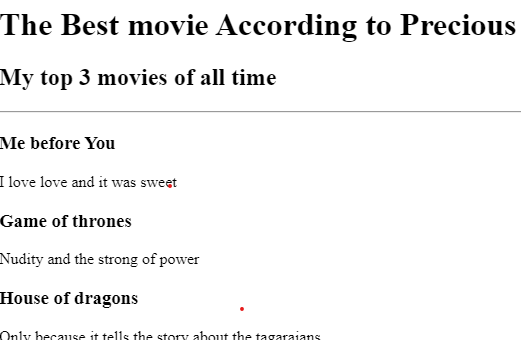 The Best movie According to Precious
My top 3 movies of all time
Me before You
I love love and it was sweet
Game of thrones
Nudity and the strong of power
House of dragons
Only because it tells the story about the tagaraians